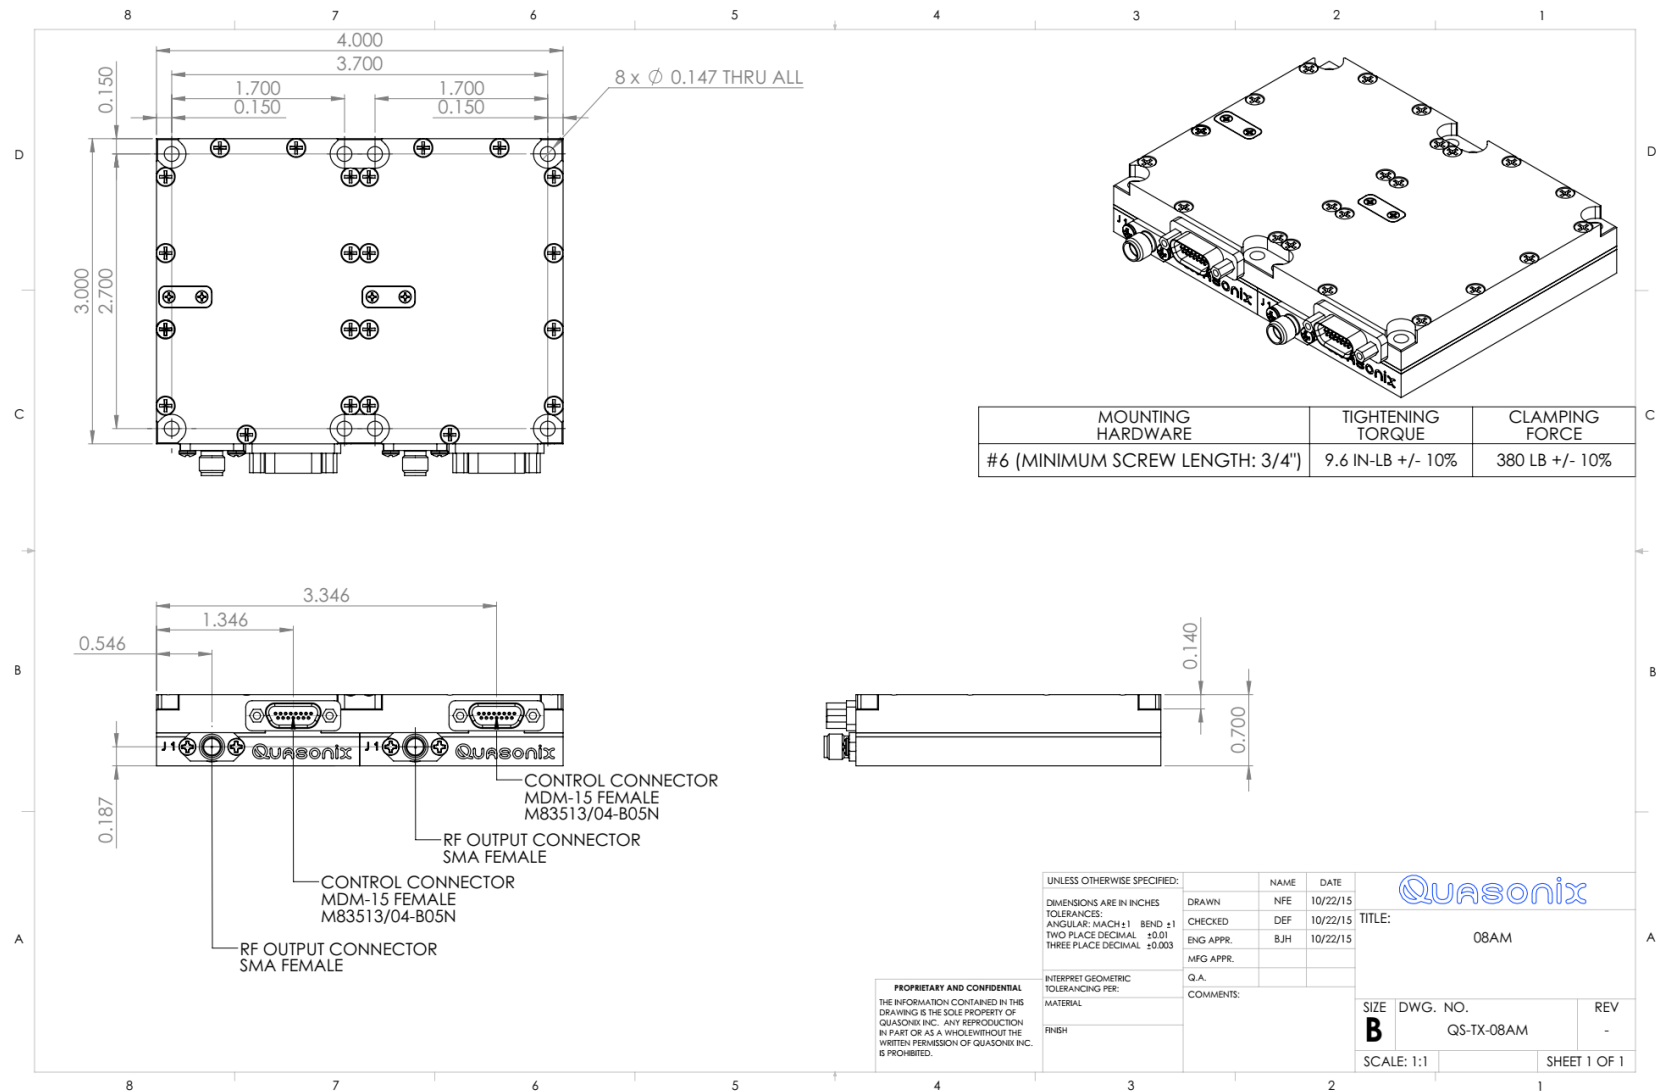 8 7 6 5 4 3 2 1
4.000
3.700
1.700 1.700
0.150 0.150
0.150
8 x Ø 0.147 THRU ALL
D D
3.000
2.700
J1
Quasonix
J1
Quasonix
C C
MOUNTING HARDWARE TIGHTENING TORQUE CLAMPING FORCE
#6 (MINIMUM SCREW LENGTH: 3/4") 9.6 IN-LB +/- 10% 380 LB +/- 10%
3.346
1.346
0.546
0.140
0.700
B B
J1 Quasonix J1 Quasonix
0.187
CONTROL CONNECTOR
MDM-15 FEMALE
M83513/04-B05N
RF OUTPUT CONNECTOR
SMA FEMALE
CONTROL CONNECTOR
MDM-15 FEMALE
M83513/04-B05N
RF OUTPUT CONNECTOR
SMA FEMALE
A A
PROPRIETARY AND CONFIDENTIAL
THE INFORMATION CONTAINED IN THIS
DRAWING IS THE SOLE PROPERTY OF
QUASONIX INC. ANY REPRODUCTION
IN PART OR AS A WHOLEWITHOUT THE
WRITTEN PERMISSION OF QUASONIX INC.
IS PROHIBITED.
UNLESS OTHERWISE SPECIFIED:
DIMENSIONS ARE IN INCHES
TOLERANCES:
ANGULAR: MACH±1 BEND ±1
TWO PLACE DECIMAL ±0.01
THREE PLACE DECIMAL ±0.003
INTERPRET GEOMETRIC
TOLERANCING PER:
MATERIAL
FINISH
NAME DATE
DRAWN NFE 10/22/15
CHECKED DEF 10/22/15
ENG APPR. BJH 10/22/15
MFG APPR.
Q.A.
COMMENTS:
Quasonix
TITLE:
08AM
SIZE DWG. NO. REV
B QS-TX-08AM -
SCALE: 1:1 SHEET 1 OF 1
8 7 6 5 4 3 2 1